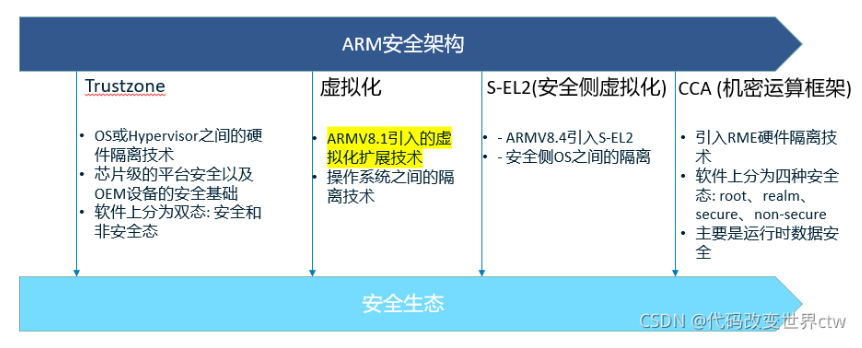 ARM安全架构
Trustzone
• OS或Hypervisor之间的硬
件隔离技术
• 芯片级的平台安全以及
OEM设备的安全基础
• 软件上分为双态: 安全和
非安全态
虚拟化
• ARMV8.1引入的虚
拟化扩展技术
• 操作系统之间的隔
离技术
S-EL2(安全侧虚拟化)
• - ARMV8.4引入S-EL2
• - 安全侧OS之间的隔离
CCA (机密运算框架)
• 引入RME硬件隔离技
术
• 软件上分为四种安全
态: root、realm、
secure、non-secure
• 主要是运行时数据安
全
安全生态
CSDN @代码改变世界ctw